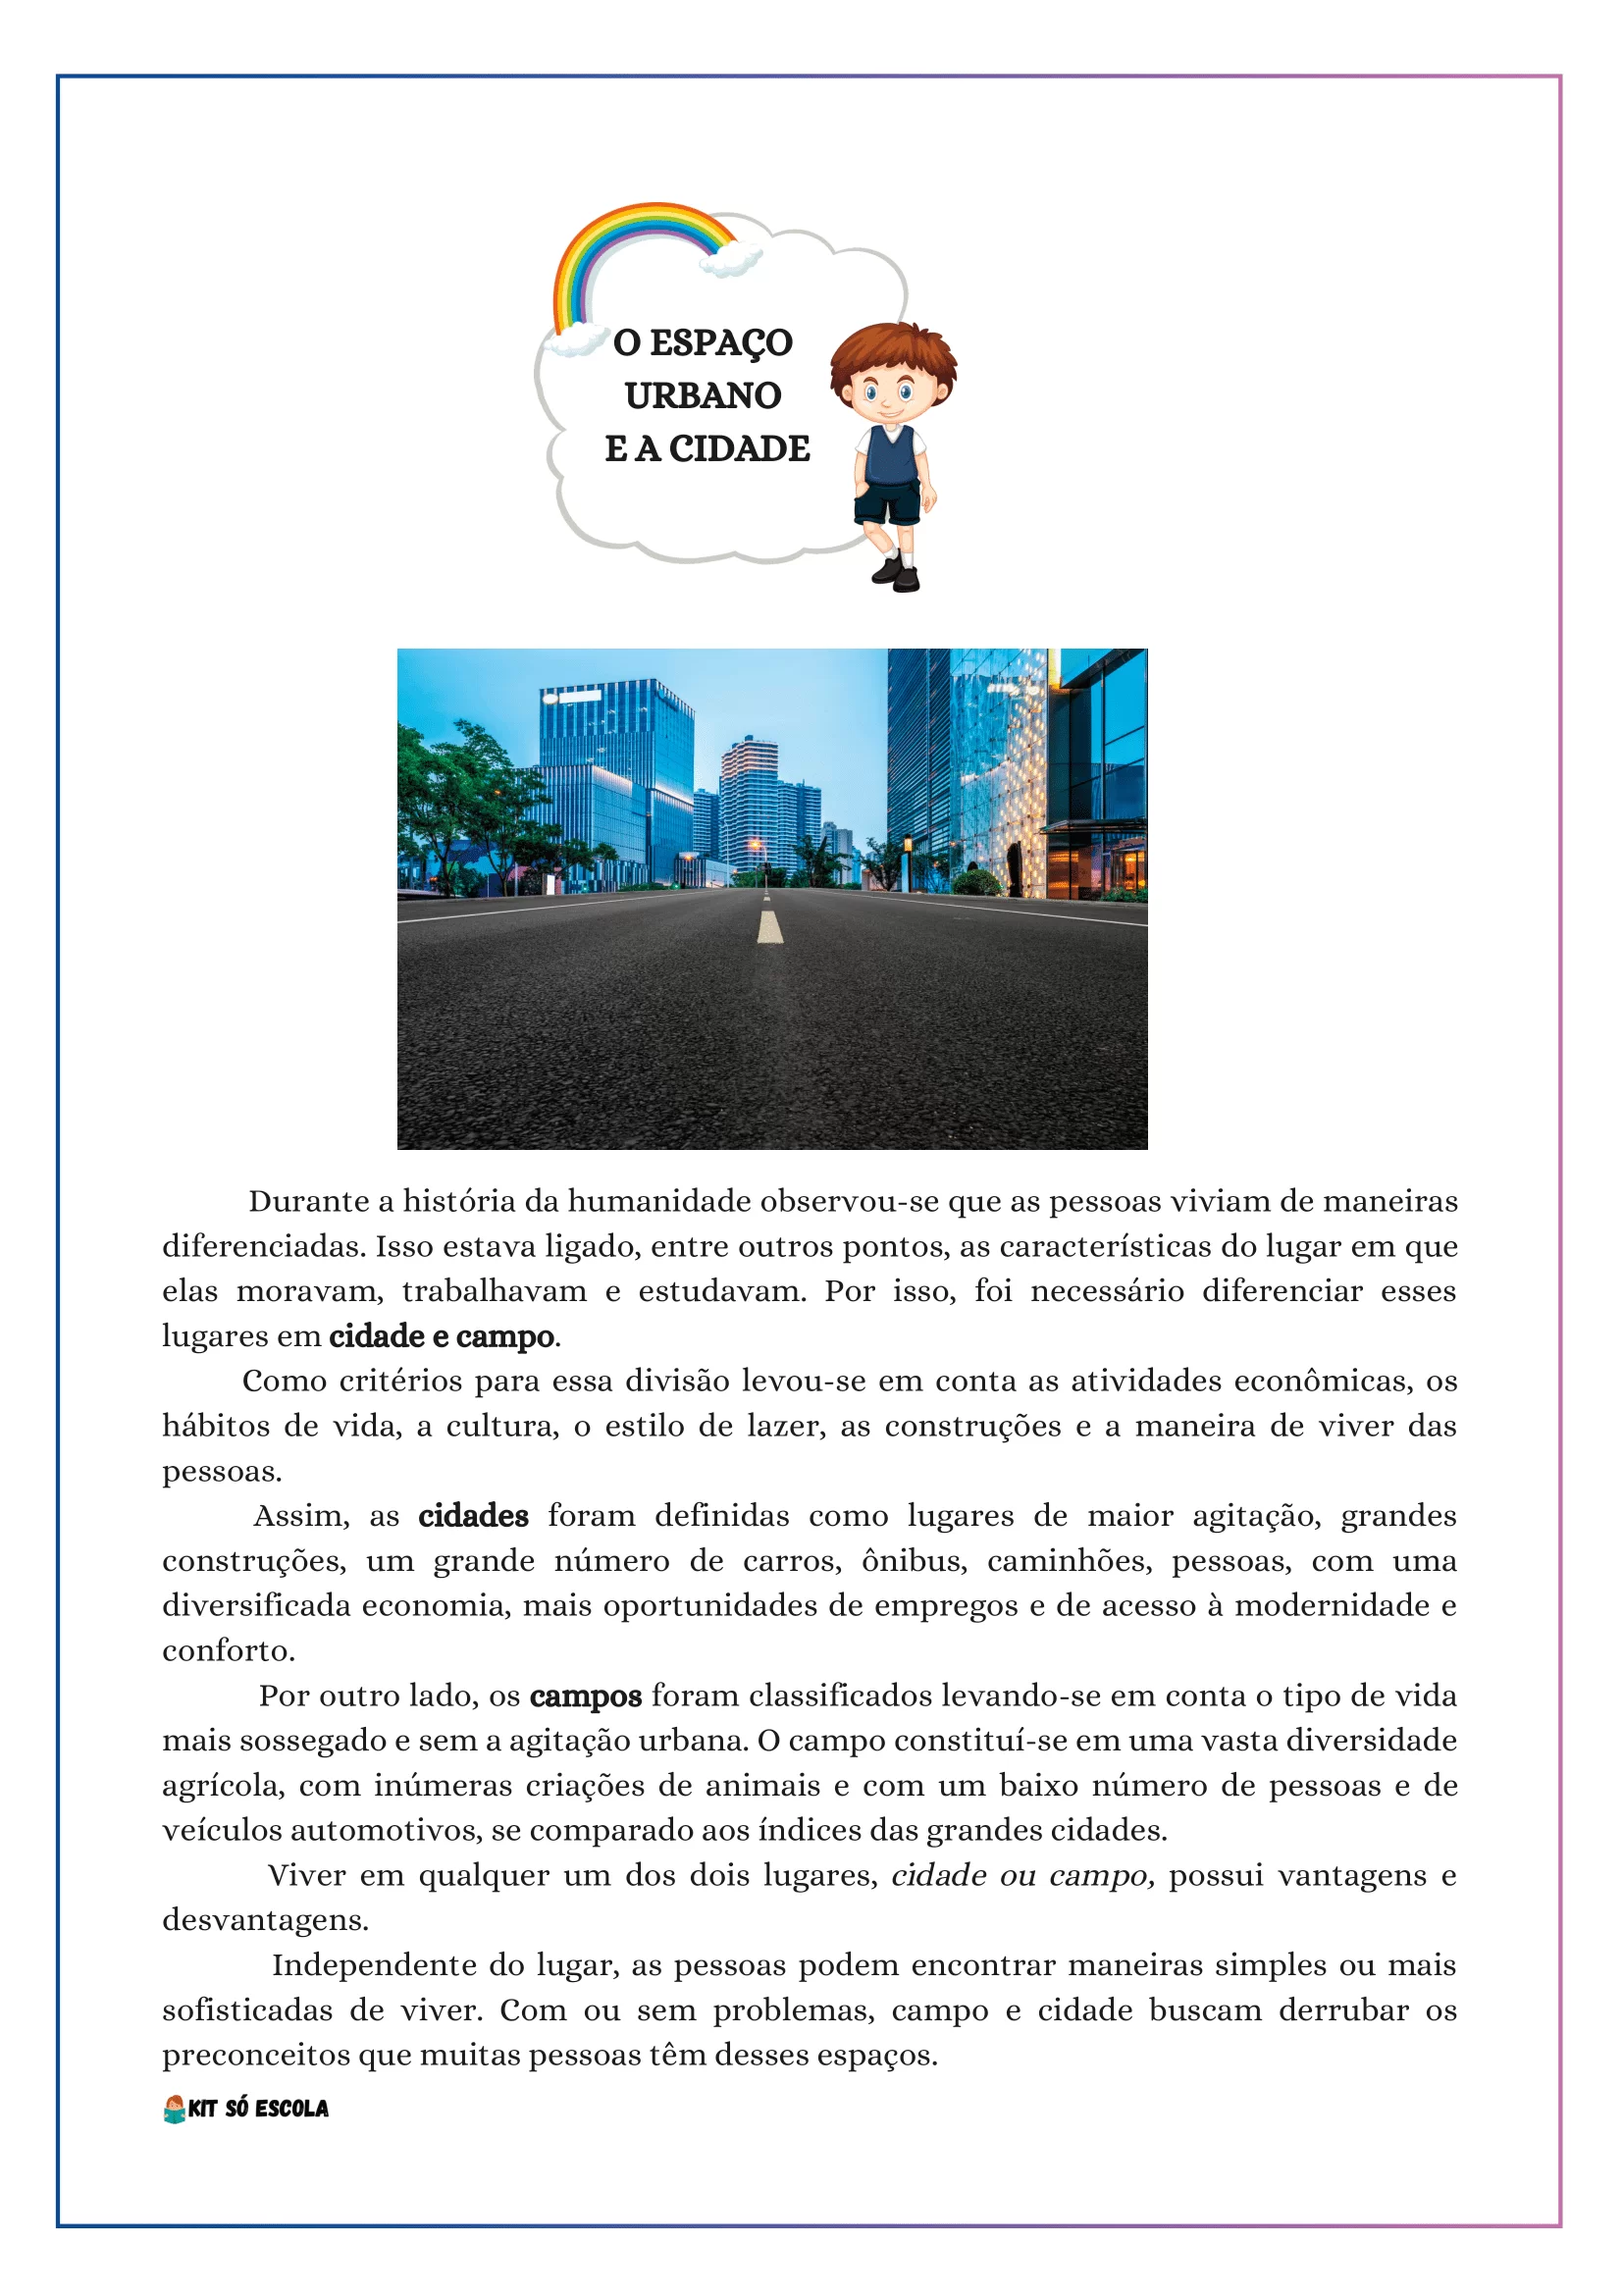 O ESPAÇO
URBANO
E A CIDADE
Durante a história da humanidade observou-se que as pessoas viviam de maneiras
diferenciadas. Isso estava ligado, entre outros pontos, as características do lugar em que
elas moravam, trabalhavam e estudavam. Por isso, foi necessário diferenciar esses
lugares em cidade e campo.
Como critérios para essa divisão levou-se em conta as atividades econômicas, os
hábitos de vida, a cultura, o estilo de lazer, as construções e a maneira de viver das
pessoas.
Assim, as cidades foram definidas como lugares de maior agitação, grandes
construções, um grande número de carros, ônibus, caminhões, pessoas, com uma
diversificada economia, mais oportunidades de empregos e de acesso à modernidade e
conforto.
Por outro lado, os campos foram classificados levando-se em conta o tipo de vida
mais sossegado e sem a agitação urbana. O campo constituí-se em uma vasta diversidade
agrícola, com inúmeras criações de animais e com um baixo número de pessoas e de
veículos automotivos, se comparado aos índices das grandes cidades.
Viver em qualquer um dos dois lugares, cidade ou campo, possui vantagens e
desvantagens.
Independente do lugar, as pessoas podem encontrar maneiras simples ou mais
sofisticadas de viver. Com ou sem problemas, campo e cidade buscam derrubar os
preconceitos que muitas pessoas têm desses espaços.
KIT SÓ ESCOLA